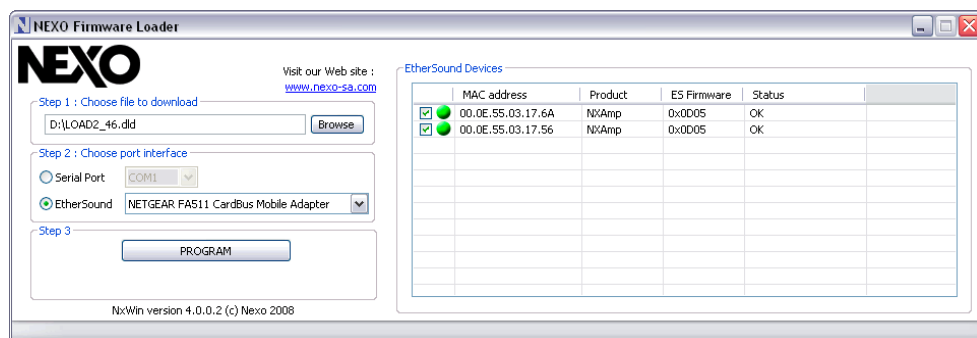 NEXO Firmware Loader
NEXO
Visit our Web site :
www.nexo-sa.com
Step 1 : Choose file to download
D:\LOAD2_46.dld
Browse
Step 2 : Choose port interface
Serial Port
COM1
EtherSound
NETGEAR FA511 CardBus Mobile Adapter
Step 3
PROGRAM
NxWin version 4.0.0.2 (c) Nexo 2008
EtherSound Devices
MAC address Product ES Firmware Status
00.0E.55.03.17.6A NXAmp 0x0D05 OK
00.0E.55.03.17.56 NXAmp 0x0D05 OK